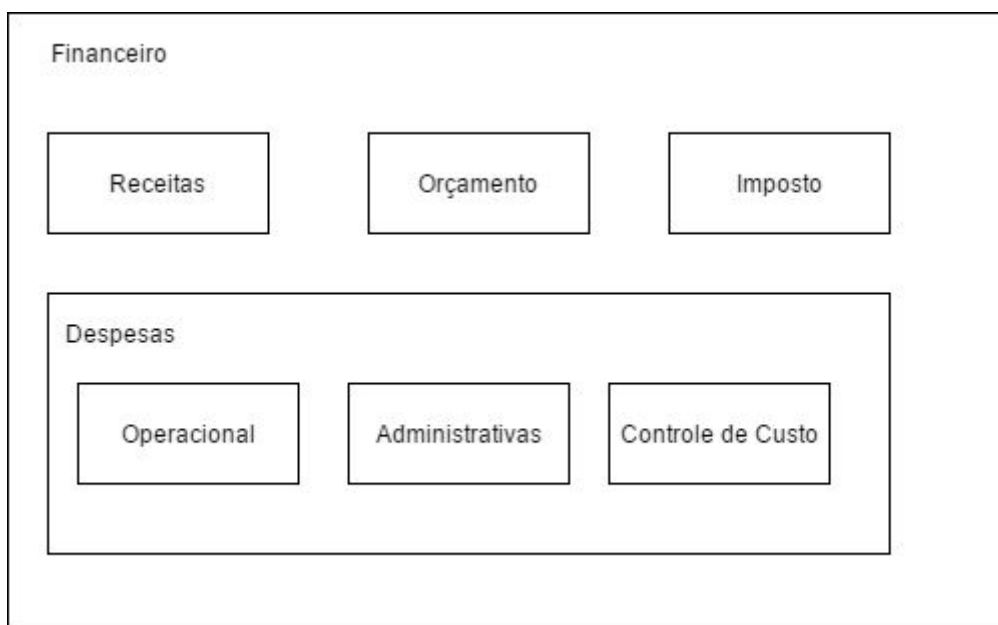 Financeiro
Receitas
Orçamento
Imposto
Despesas
Operacional
Administrativas
Controle de Custo